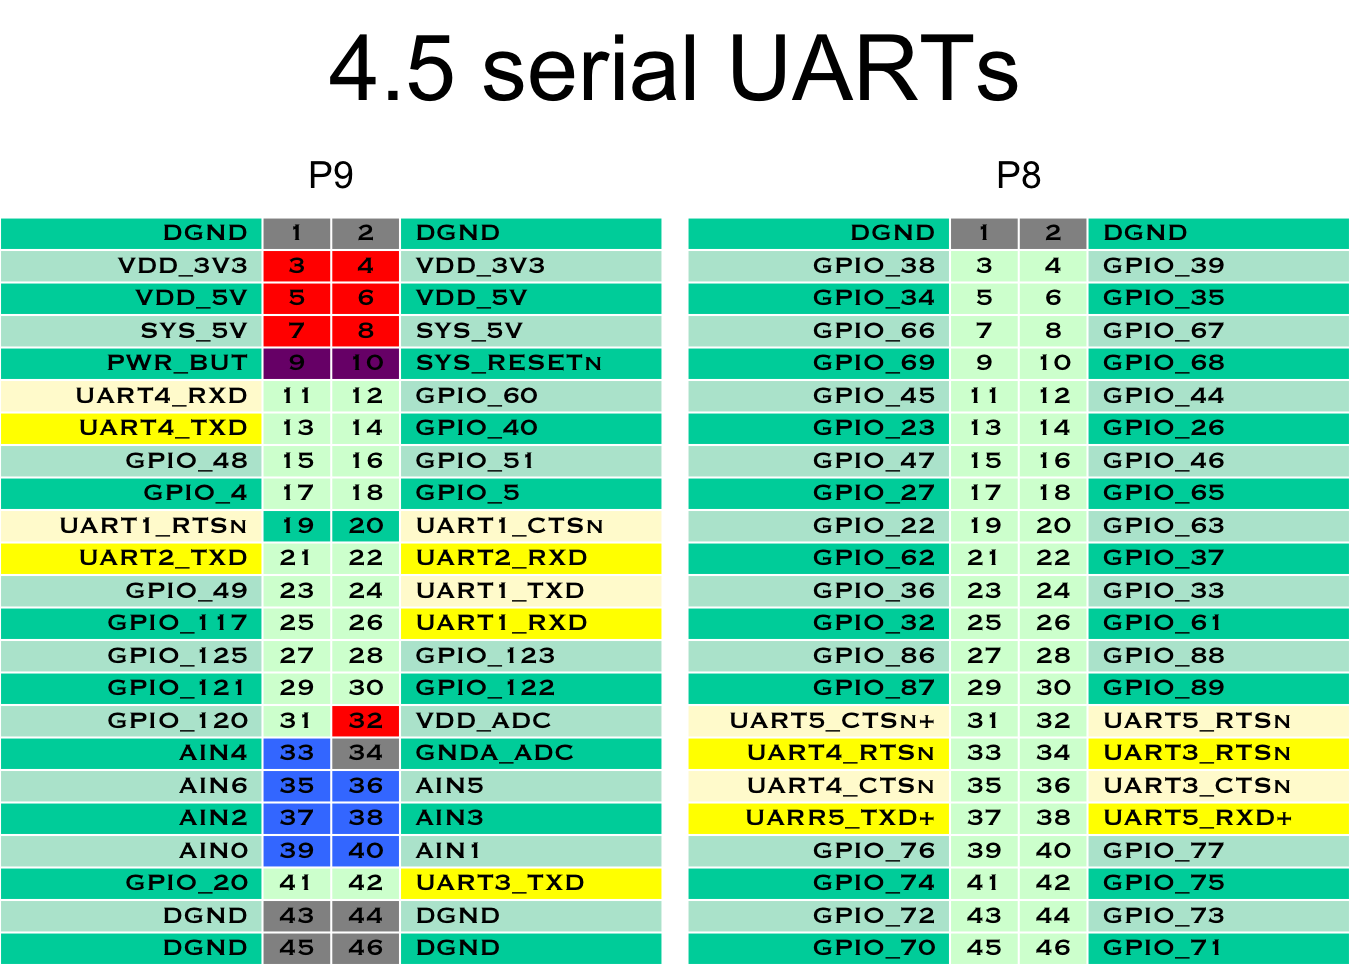 4.5 serial UARTs
P9 P8
DGND 1 2 DGND DGND 1 2 DGND
VDD_3V3 3 4 VDD_3V3 GPIO_38 3 4 GPIO_39
VDD_5V 5 6 VDD_5V GPIO_34 5 6 GPIO_35
SYS_5V 7 8 SYS_5V GPIO_66 7 8 GPIO_67
PWR_BUT 9 10 SYS_RESETN GPIO_69 9 10 GPIO_68
UART4_RXD 11 12 GPIO_60 GPIO_45 11 12 GPIO_44
UART4_TXD 13 14 GPIO_40 GPIO_23 13 14 GPIO_26
GPIO_48 15 16 GPIO_51 GPIO_47 15 16 GPIO_46
GPIO_4 17 18 GPIO_5 GPIO_27 17 18 GPIO_65
UART1_RTSN 19 20 UART1_CTSN GPIO_22 19 20 GPIO_63
UART2_TXD 21 22 UART2_RXD GPIO_62 21 22 GPIO_37
GPIO_49 23 24 UART1_TXD GPIO_36 23 24 GPIO_33
GPIO_117 25 26 UART1_RXD GPIO_32 25 26 GPIO_61
GPIO_125 27 28 GPIO_123 GPIO_86 27 28 GPIO_88
GPIO_121 29 30 GPIO_122 GPIO_87 29 30 GPIO_89
GPIO_120 31 32 VDD_ADC UART5_CTSN+ 31 32 UART5_RTSN
AIN4 33 34 GNDA_ADC UART4_RTSN 33 34 UART3_RTSN
AIN6 35 36 AIN5 UART4_CTSN 35 36 UART3_CTSN
AIN2 37 38 AIN3 UARR5_TXD+ 37 38 UART5_RXD+
AIN0 39 40 AIN1 GPIO_76 39 40 GPIO_77
GPIO_20 41 42 UART3_TXD GPIO_74 41 42 GPIO_75
DGND 43 44 DGND GPIO_72 43 44 GPIO_73
DGND 45 46 DGND GPIO_70 45 46 GPIO_71